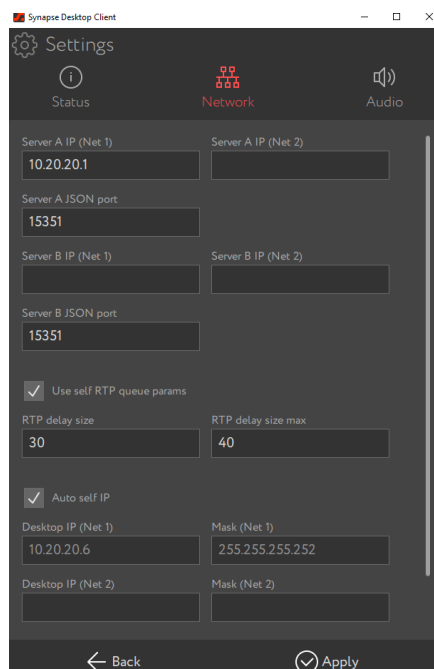 Synapse Desktop Client
Settings
Status Network Audio
Server A IP (Net 1) Server A IP (Net 2)
10.20.20.1
Server A JSON port
15351
Server B IP (Net 1) Server B IP (Net 2)
Server B JSON port
15351
Use self RTP queue params
RTP delay size RTP delay size max
30 40
Auto self IP
Desktop IP (Net 1) Mask (Net 1)
10.20.20.6 255.255.255.252
Desktop IP (Net 2) Mask (Net 2)
Back Apply